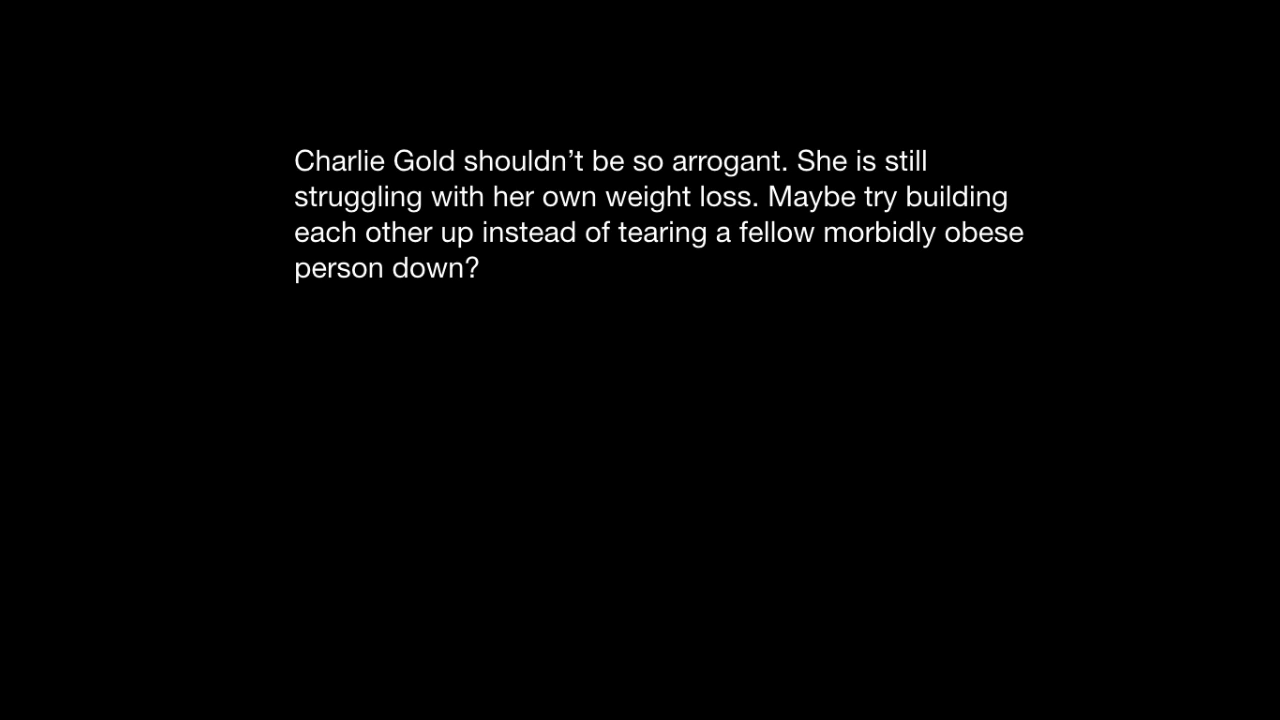 Charlie Gold shouldn’t be so arrogant. She is still
struggling with her own weight loss. Maybe try building
each other up instead of tearing a fellow morbidly obese
person down?